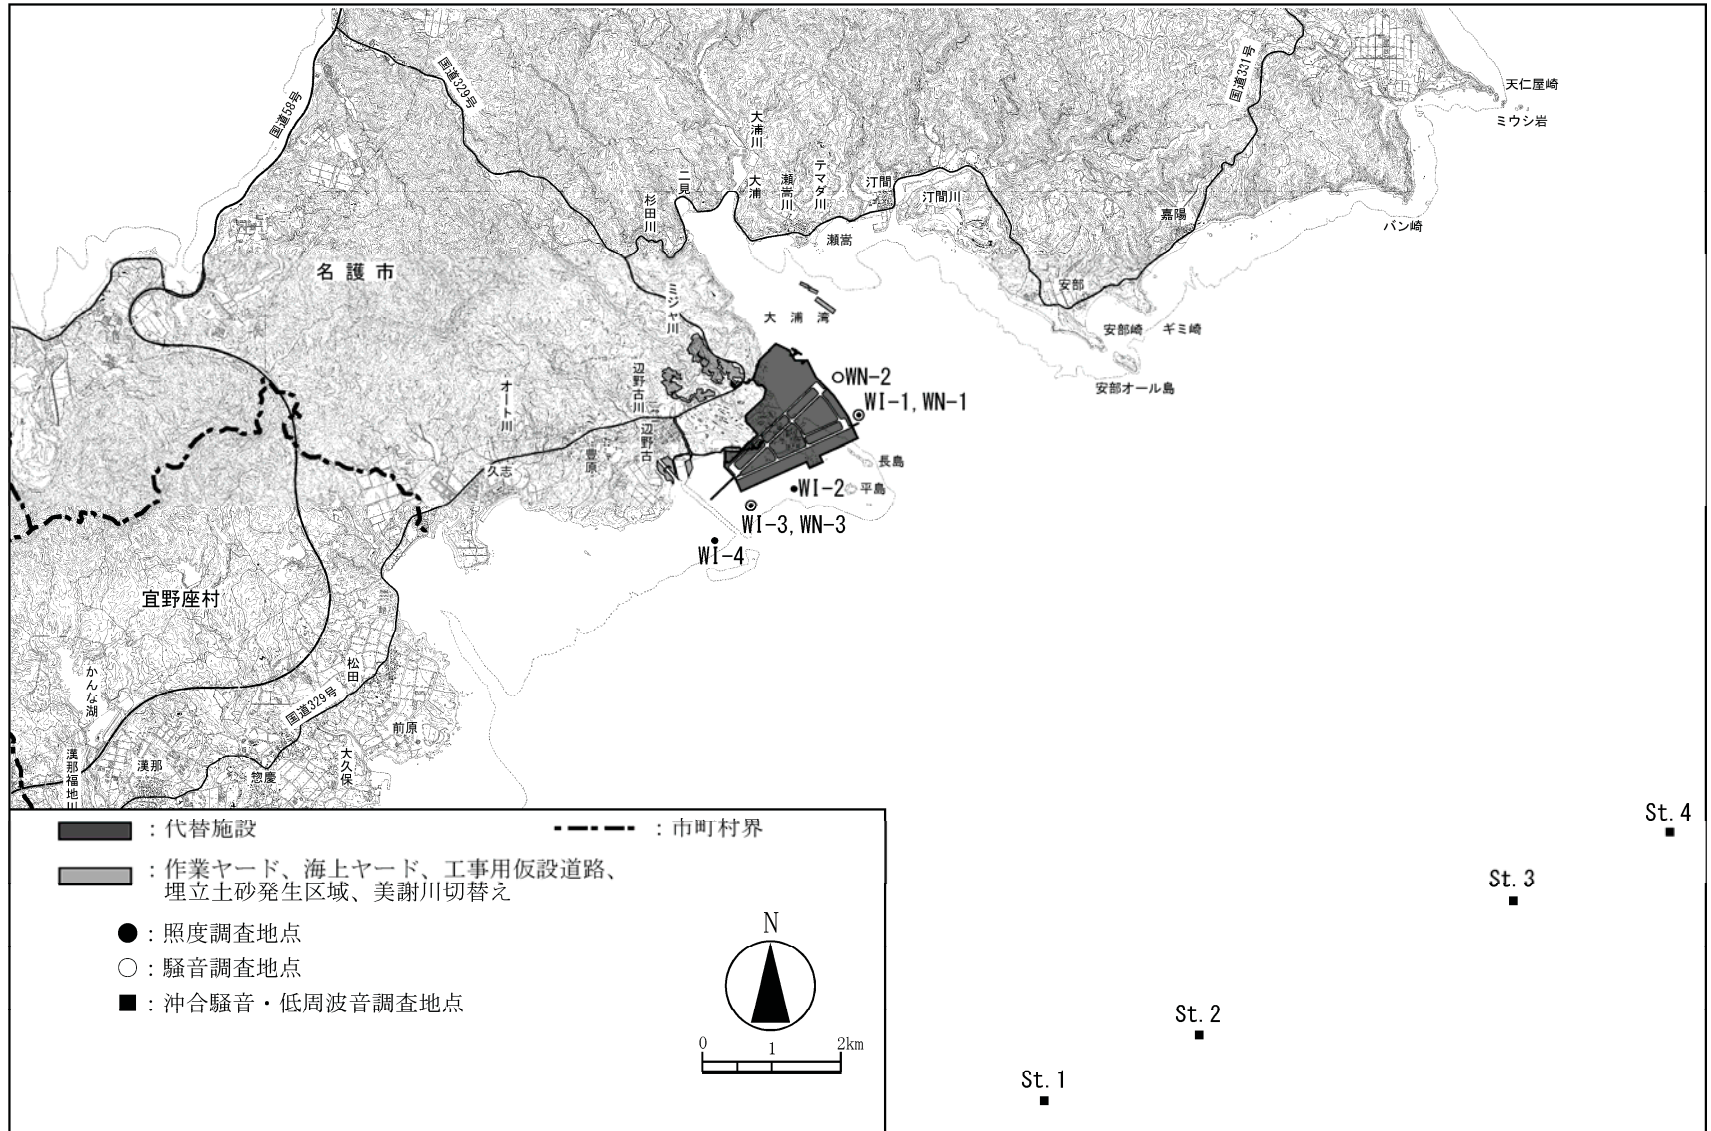 国道58号
国道329号
国道331号
天仁屋崎
ミウシ岩
バン崎
大浦川
大浦
瀬嵩川
テマダ川
汀間
汀間川
嘉陽
二見
杉田川
瀬嵩
名護市
ミジャ川
大浦湾
安部
安部崎
ギミ崎
安部オール島
辺野古川
オート川
WN-2
WI-1,WN-1
辺野古
豊原
久志
長島
WI-2
平島
WI-3,WN-3
WI-4
宜野座村
かんな湖
松田
国道329号
前原
漢那福地川
漢那
惣慶
大久保
:代替施設
:市町村界
:作業ヤード、海上ヤード、工事用仮設道路、
埋立土砂発生区域、美謝川切替え
:照度調査地点
:騒音調査地点
:沖合騒音・低周波音調査地点
N
0 1 2km
St.4
St.3
St.2
St.1